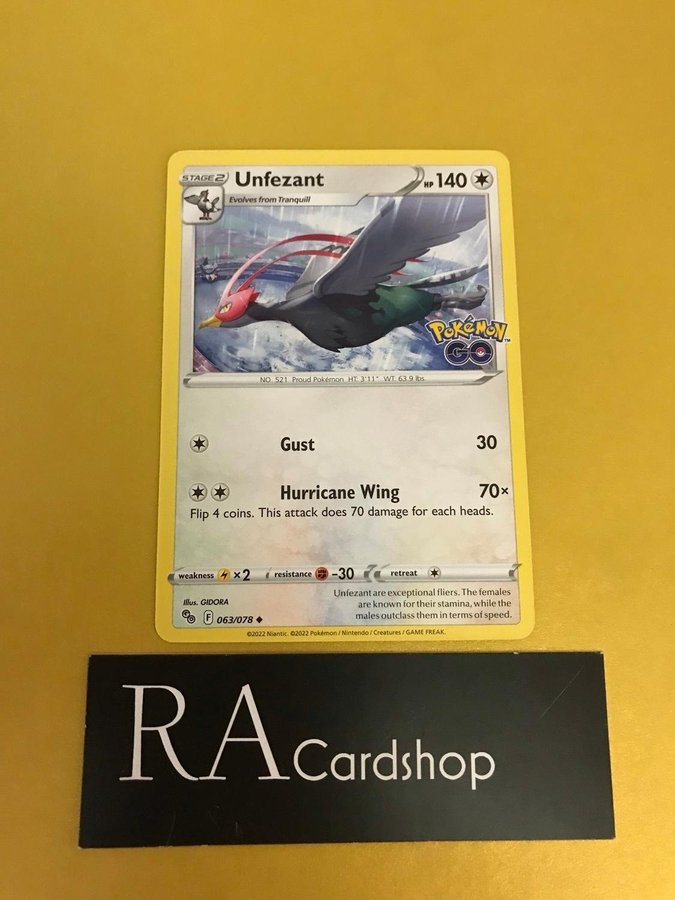 STAGE 2 Unfezant HP 140
Evolves from Tranquill
Pokémon GO™
NO. 521 Proud Pokémon HT: 3'11" WT: 63.9 lbs.
Gust 30
Hurricane Wing 70×
Flip 4 coins. This attack does 70 damage for each heads.
weakness ×2 resistance -30 retreat
Unfezant are exceptional fliers. The females
are known for their stamina, while the
males outclass them in terms of speed.
Illus. GIDORA
F 063/078
©2022 Niantic. ©2022 Pokémon / Nintendo / Creatures / GAME FREAK.
RA Cardshop